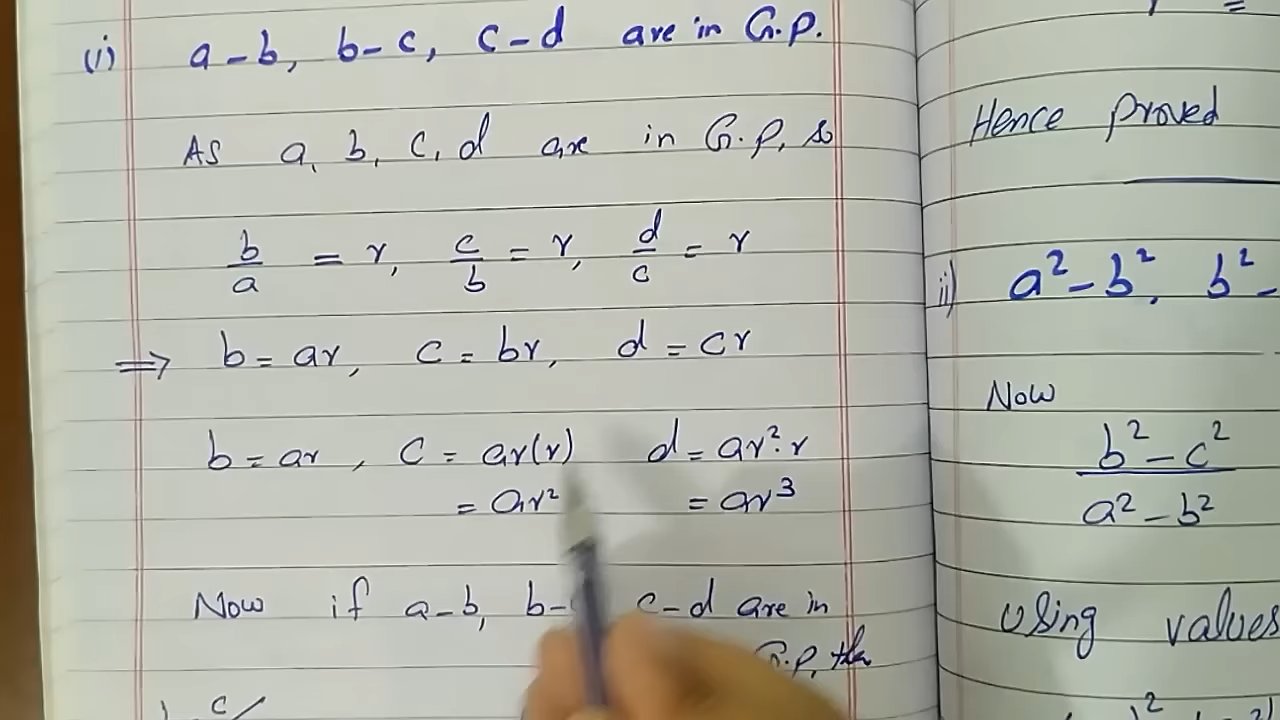 (i) a-b, b-c, c-d are in G.P.
As a, b, c, d are in G.P, so
b/a = r, c/b = r, d/c = r
⇒ b = ar, c = br, d = cr
b = ar, c = ar(r) d = ar²·r
= ar² = ar³
Now if a-b, b- c-d are in
G.P, the
Hence proved
ii) a²-b², b²-
Now
b²-c²
a²-b²
Using values